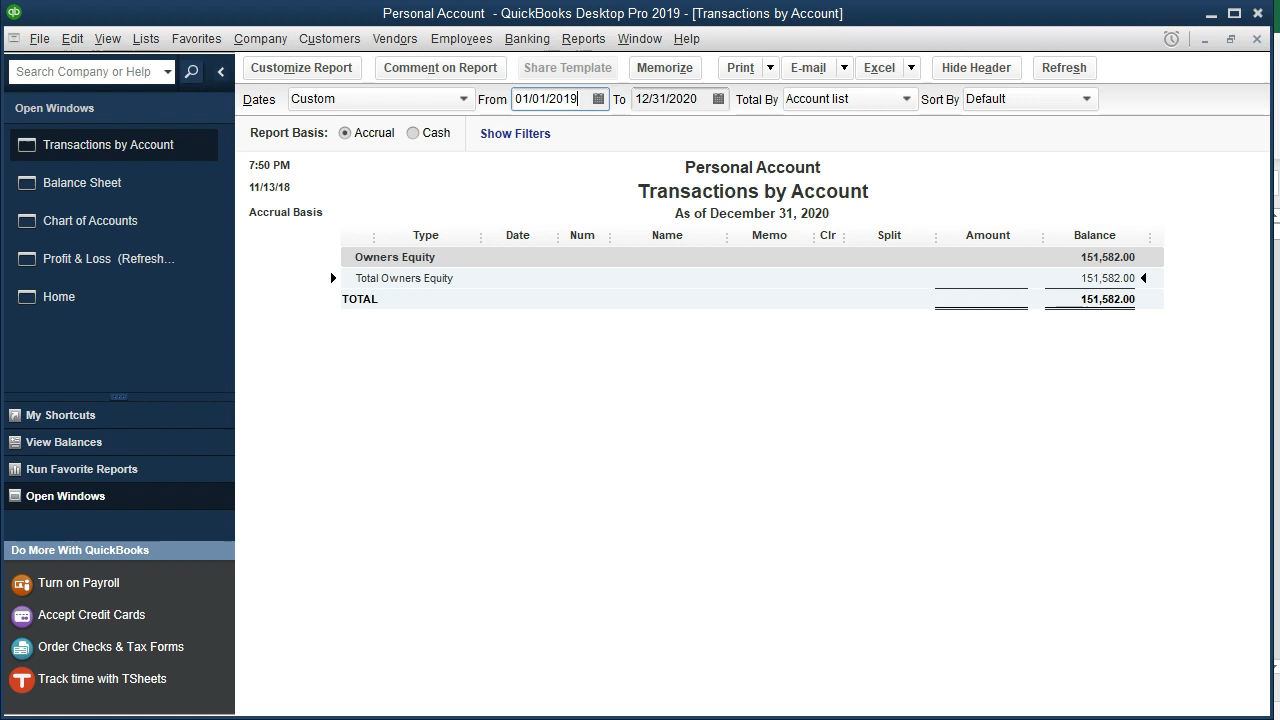 Personal Account - QuickBooks Desktop Pro 2019 - [Transactions by Account]
File Edit View Lists Favorites Company Customers Vendors Employees Banking Reports Window Help
Search Company or Help
Customize Report Comment on Report Share Template Memorize Print E-mail Excel Hide Header Refresh
Dates Custom From 01/01/2019 To 12/31/2020 Total By Account list Sort By Default
Report Basis: Accrual Cash Show Filters
Open Windows
Transactions by Account
Balance Sheet
Chart of Accounts
Profit & Loss (Refresh...
Home
My Shortcuts
View Balances
Run Favorite Reports
Open Windows
Do More With QuickBooks
Turn on Payroll
Accept Credit Cards
Order Checks & Tax Forms
Track time with TSheets
7:50 PM
11/13/18
Accrual Basis
Personal Account
Transactions by Account
As of December 31, 2020
Type Date Num Name Memo Clr Split Amount Balance
Owners Equity 151,582.00
Total Owners Equity 151,582.00
TOTAL 151,582.00